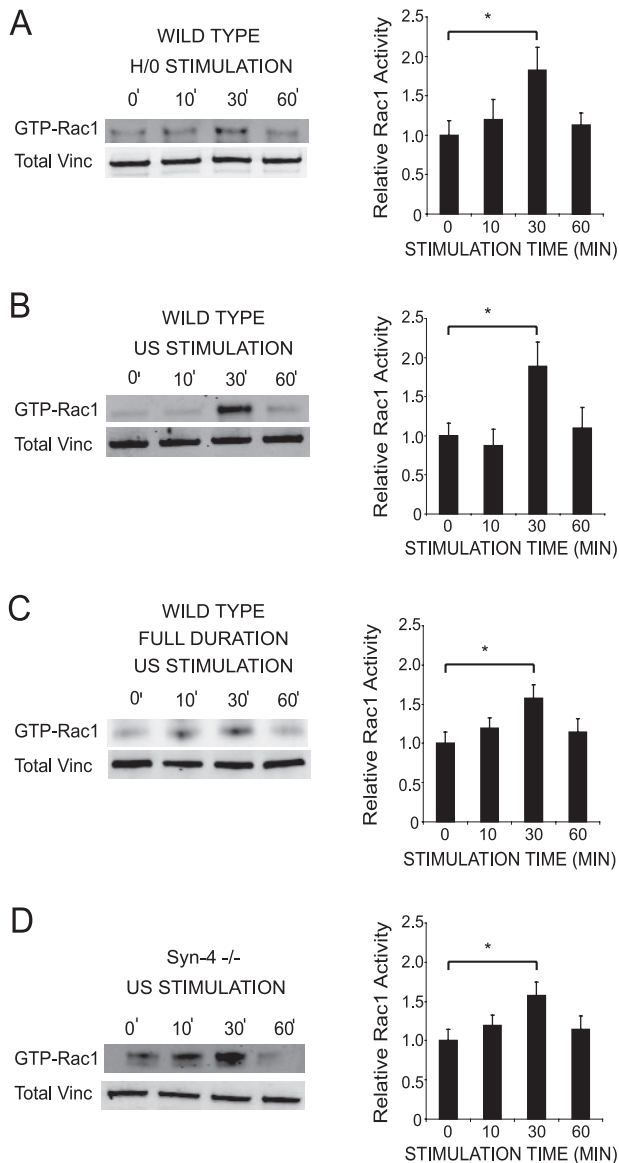 A
WILD TYPE
H/0 STIMULATION
0' 10' 30' 60'
GTP-Rac1
Total Vinc
Relative Rac1 Activity
2.5
2.0
1.5
1.0
0.5
0
*
0 10 30 60
STIMULATION TIME (MIN)
B
WILD TYPE
US STIMULATION
0' 10' 30' 60'
GTP-Rac1
Total Vinc
Relative Rac1 Activity
2.5
2.0
1.5
1.0
0.5
0
*
0 10 30 60
STIMULATION TIME (MIN)
C
WILD TYPE
FULL DURATION
US STIMULATION
0' 10' 30' 60'
GTP-Rac1
Total Vinc
Relative Rac1 Activity
2.5
2.0
1.5
1.0
0.5
0
*
0 10 30 60
STIMULATION TIME (MIN)
D
Syn-4 -/-
US STIMULATION
0' 10' 30' 60'
GTP-Rac1
Total Vinc
Relative Rac1 Activity
2.5
2.0
1.5
1.0
0.5
0
*
0 10 30 60
STIMULATION TIME (MIN)